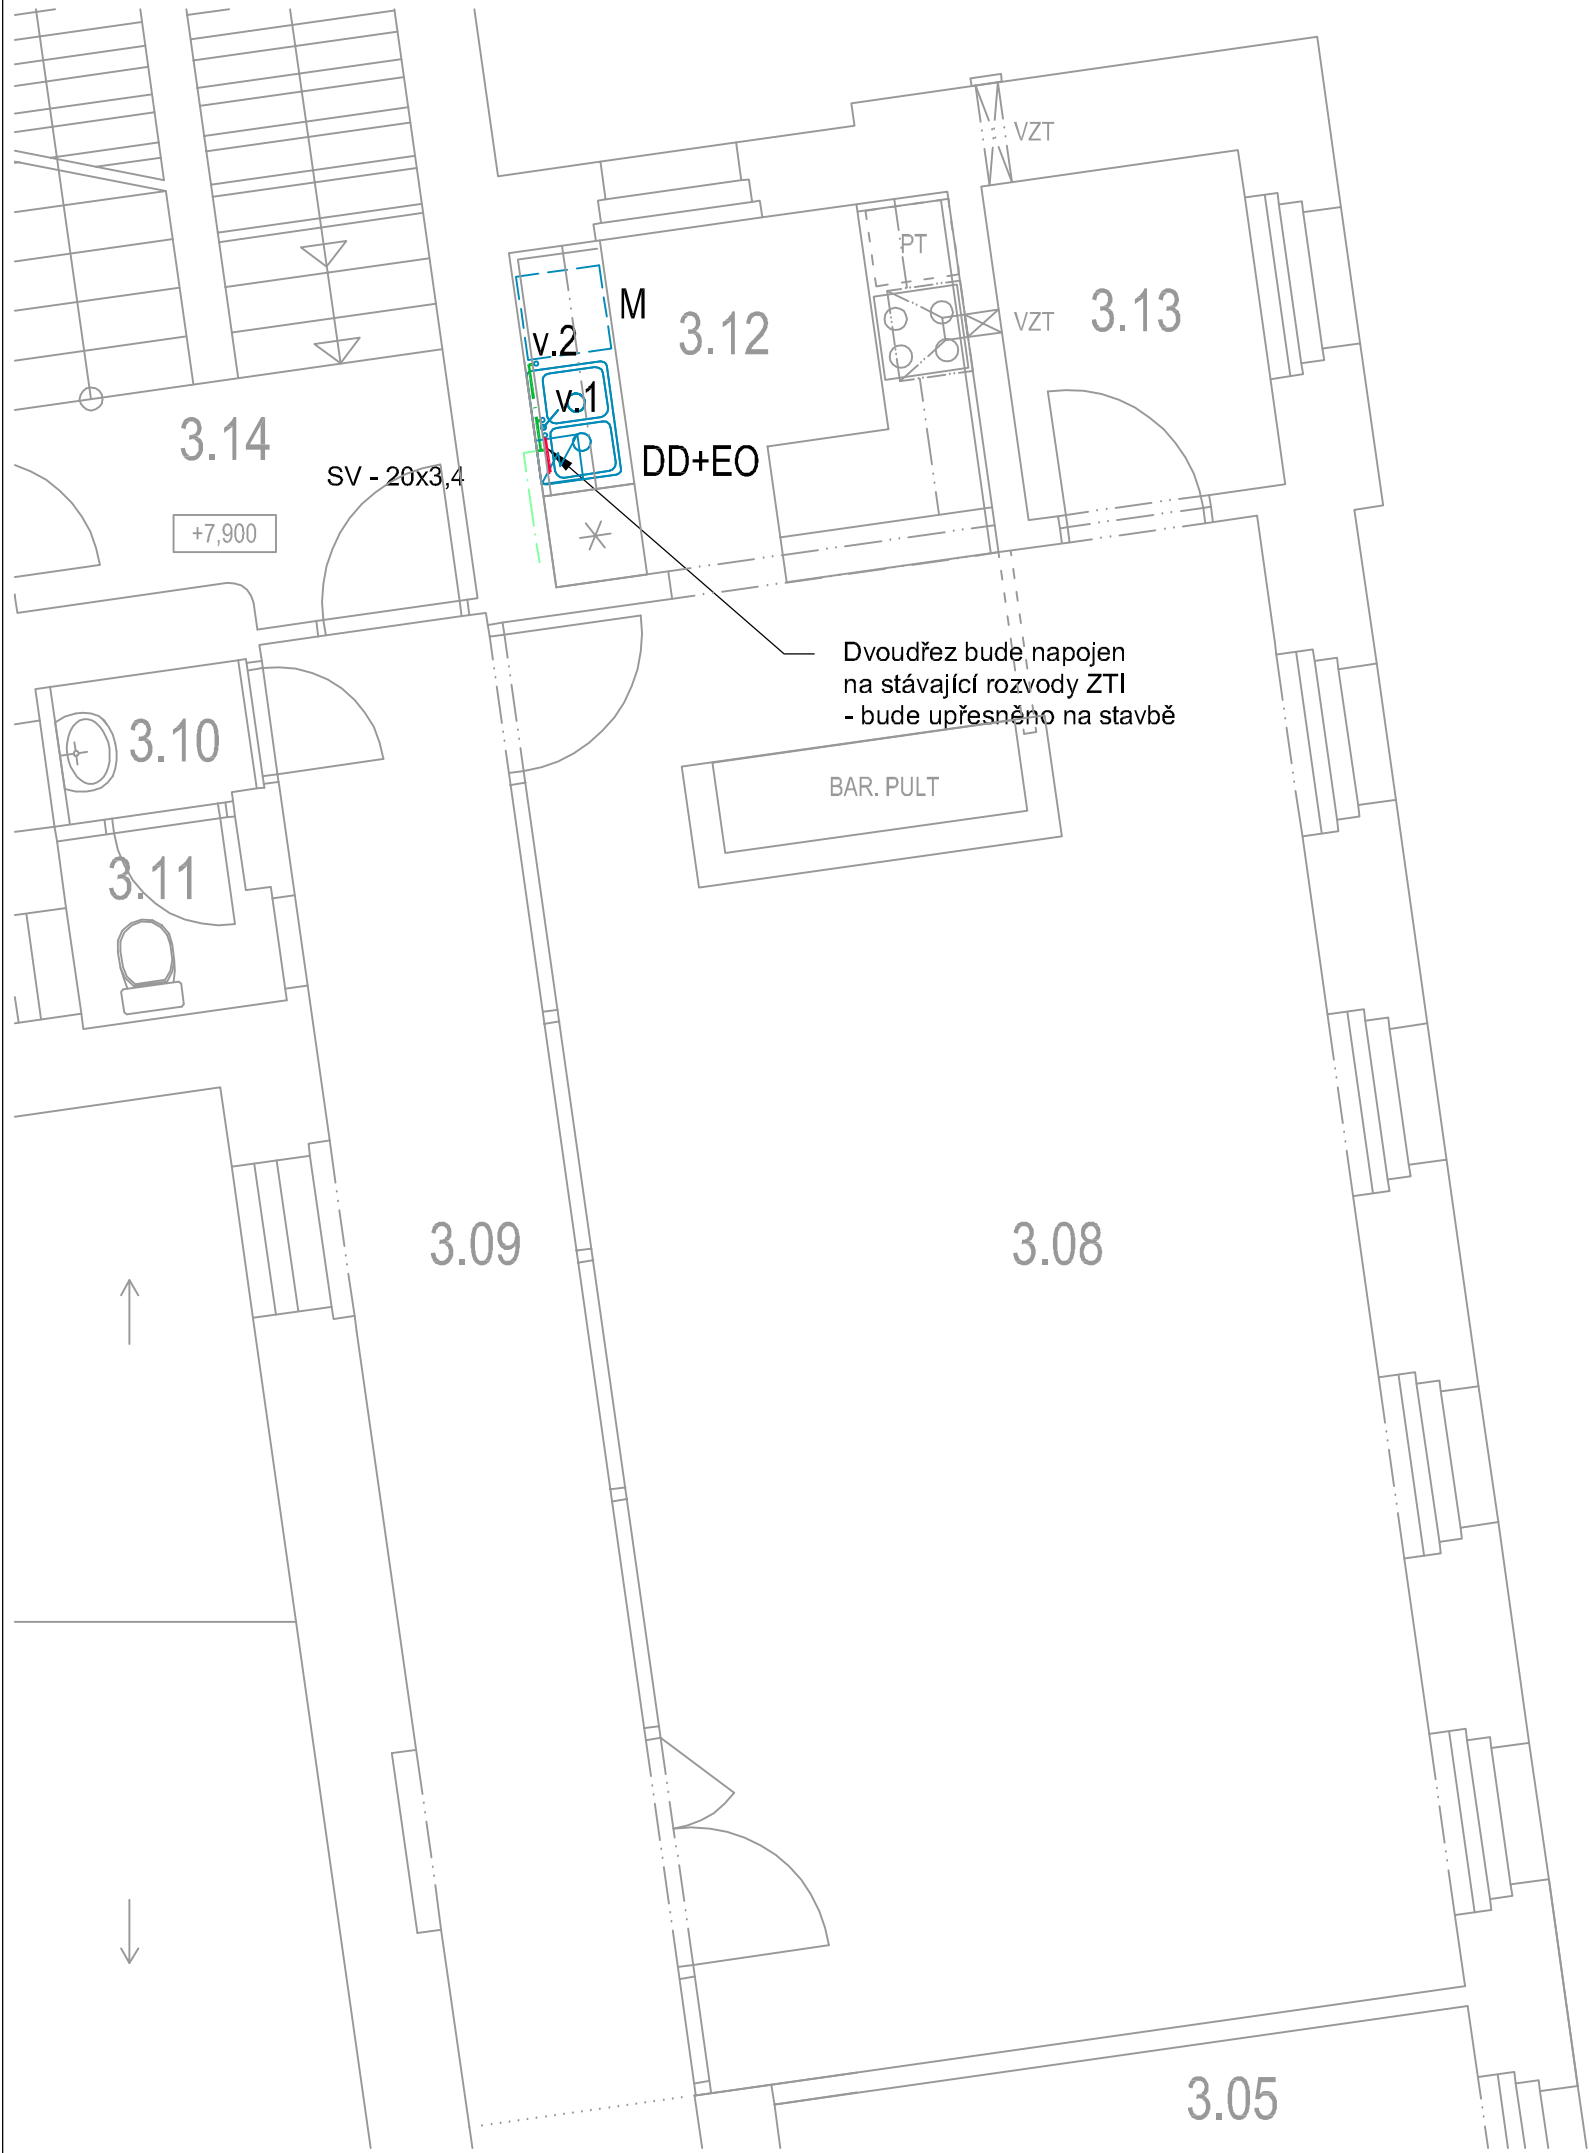 VZT
PT
M
3.12
VZT
3.13
v.2
v.1
3.14
SV - 20x3,4
DD+EO
+7,900
Dvoudřez bude napojen
na stávající rozvody ZTI
- bude upřesněno na stavbě
3.10
BAR. PULT
3.11
3.09
3.08
3.05